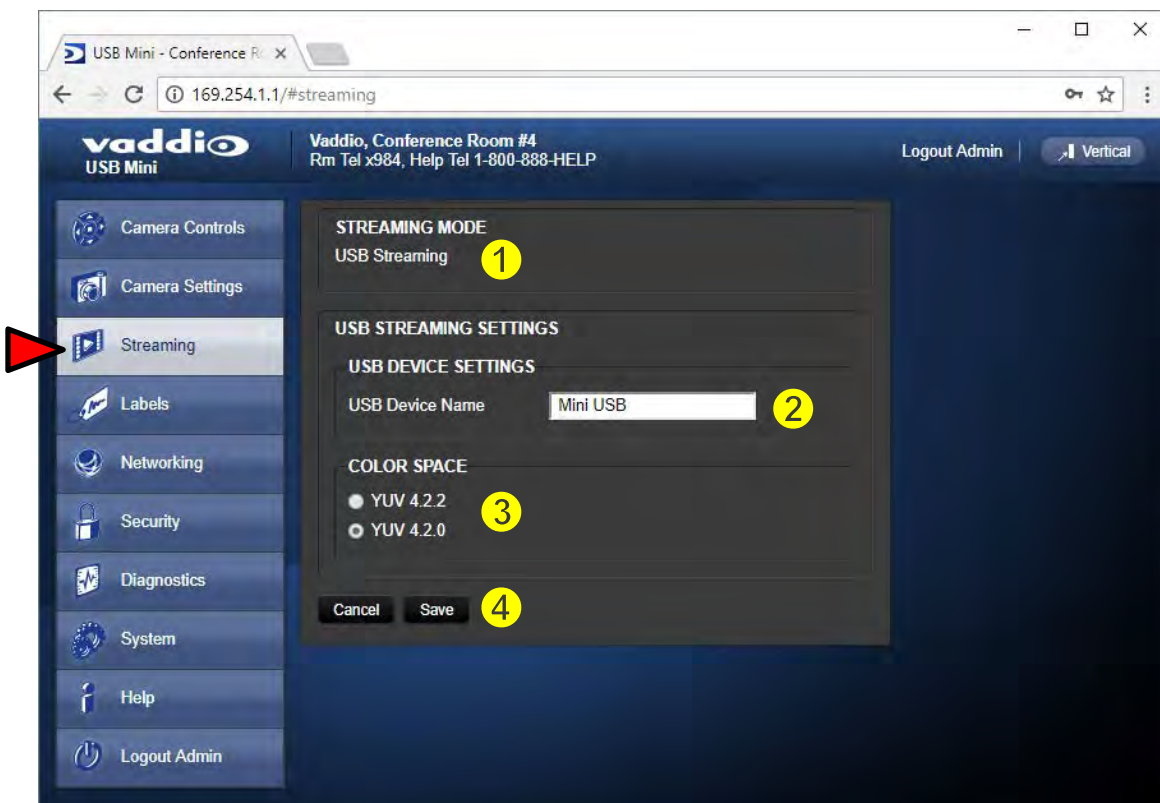 USB Mini - Conference R
169.254.1.1/#streaming
vaddio
USB Mini
Vaddio, Conference Room #4
Rm Tel x984, Help Tel 1-800-888-HELP
Logout Admin
Vertical
Camera Controls
Camera Settings
Streaming
Labels
Networking
Security
Diagnostics
System
Help
Logout Admin
STREAMING MODE
USB Streaming
1
USB STREAMING SETTINGS
USB DEVICE SETTINGS
USB Device Name Mini USB
2
COLOR SPACE
YUV 4.2.2
3
YUV 4.2.0
Cancel Save
4